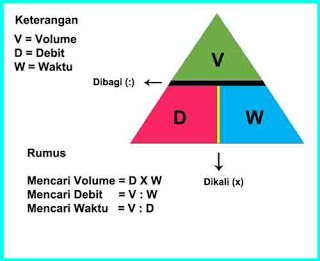 Keterangan
V = Volume
D = Debit
W = Waktu
Dibagi (:)
V
D
W
Dikali (x)
Rumus
Mencari Volume = D X W
Mencari Debit = V : W
Mencari Waktu = V : D